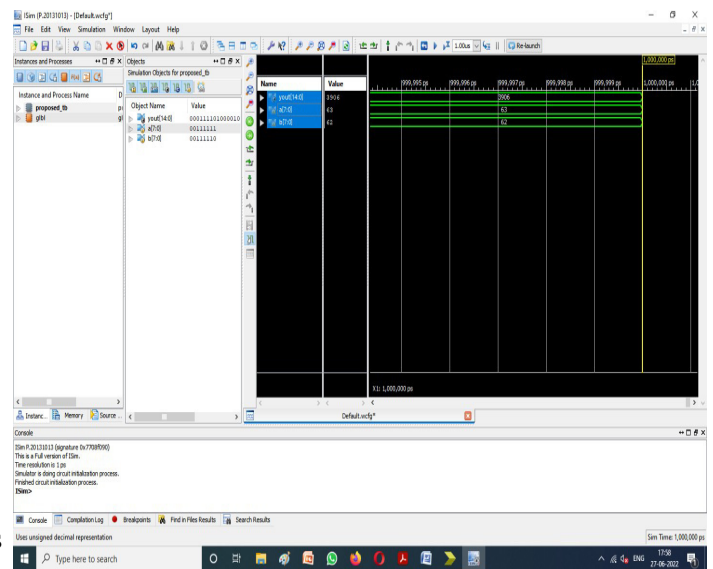 ISim (P.20131013) - [Default.wcfg*]
File Edit View Simulation Window Layout Help
1.00us Re-launch
Instances and Processes
Objects
Simulation Objects for proposed_tb
Instance and Process Name D
proposed_tb
glbl
Object Name Value
yout[14:0] 000111101000010
a[7:0] 00111111
b[7:0] 00111110
Name Value
yout[14:0] 3906
a[7:0] 63
b[7:0] 62
1,000,000 ps
999,995 ps 999,996 ps 999,997 ps 999,998 ps 999,999 ps 1,000,000 ps
3906
63
62
X1: 1,000,000 ps
Instanc... Memory Source ...
Default.wcfg*
Console
ISim P.20131013 (signature 0x7708f090)
This is a Full version of ISim.
Time resolution is 1 ps
Simulator is doing circuit initialization process.
Finished circuit initialization process.
ISim>
Console Compilation Log Breakpoints Find in Files Results Search Results
Uses unsigned decimal representation Sim Time: 1,000,000 ps
Type here to search
ENG 17:58
27-06-2022